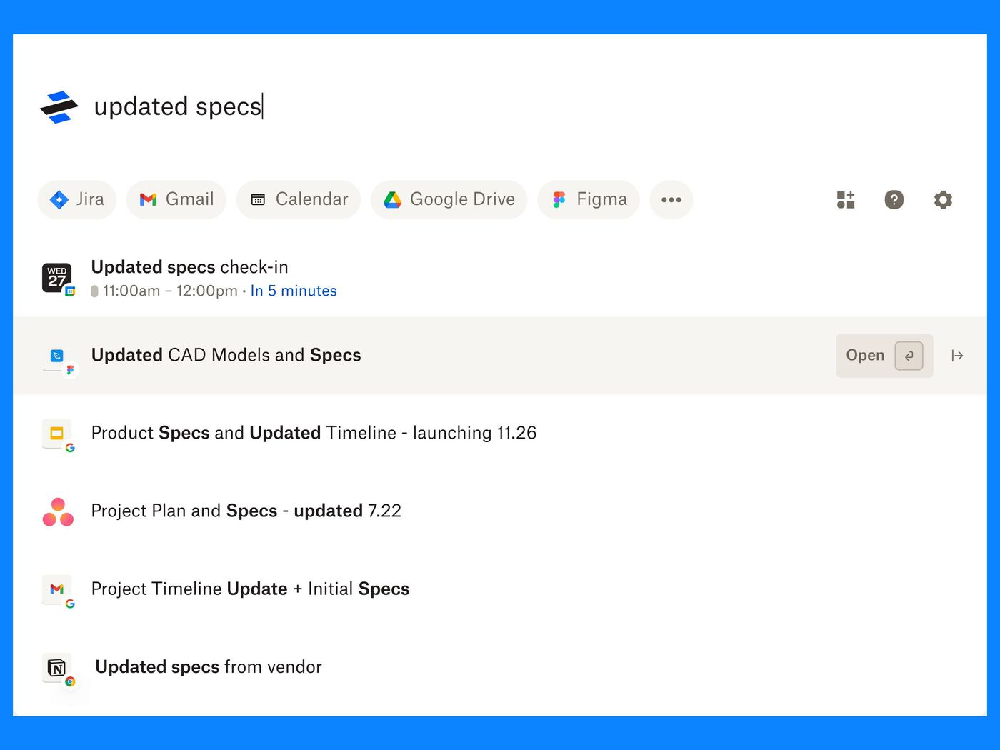 updated specs
Jira Gmail Calendar Google Drive Figma
WED
27
Updated specs check-in
11:00am – 12:00pm · In 5 minutes
Updated CAD Models and Specs
Open
Product Specs and Updated Timeline - launching 11.26
Project Plan and Specs - updated 7.22
Project Timeline Update + Initial Specs
Updated specs from vendor